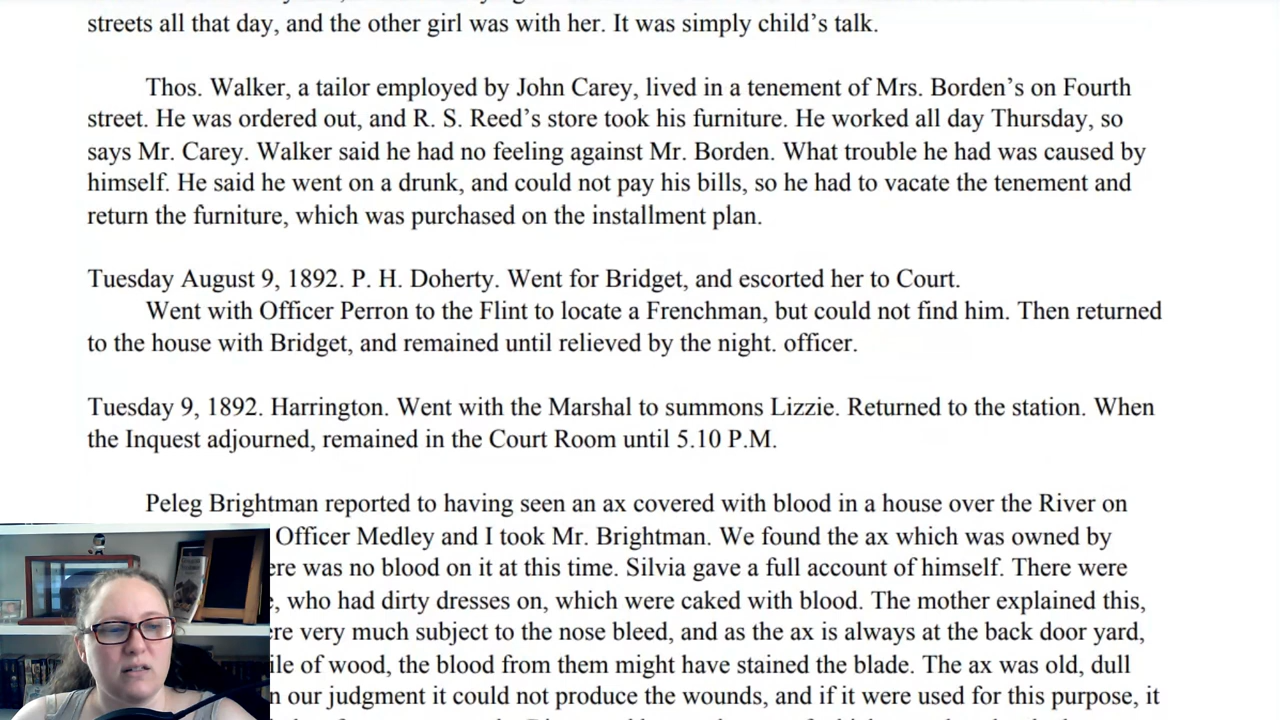 streets all that day, and the other girl was with her. It was simply child’s talk.
Thos. Walker, a tailor employed by John Carey, lived in a tenement of Mrs. Borden’s on Fourth
street. He was ordered out, and R. S. Reed’s store took his furniture. He worked all day Thursday, so
says Mr. Carey. Walker said he had no feeling against Mr. Borden. What trouble he had was caused by
himself. He said he went on a drunk, and could not pay his bills, so he had to vacate the tenement and
return the furniture, which was purchased on the installment plan.
Tuesday August 9, 1892. P. H. Doherty. Went for Bridget, and escorted her to Court.
Went with Officer Perron to the Flint to locate a Frenchman, but could not find him. Then returned
to the house with Bridget, and remained until relieved by the night. officer.
Tuesday 9, 1892. Harrington. Went with the Marshal to summons Lizzie. Returned to the station. When
the Inquest adjourned, remained in the Court Room until 5.10 P.M.
Peleg Brightman reported to having seen an ax covered with blood in a house over the River on
Officer Medley and I took Mr. Brightman. We found the ax which was owned by
ere was no blood on it at this time. Silvia gave a full account of himself. There were
, who had dirty dresses on, which were caked with blood. The mother explained this,
re very much subject to the nose bleed, and as the ax is always at the back door yard,
ile of wood, the blood from them might have stained the blade. The ax was old, dull
n our judgment it could not produce the wounds, and if it were used for this purpose, it